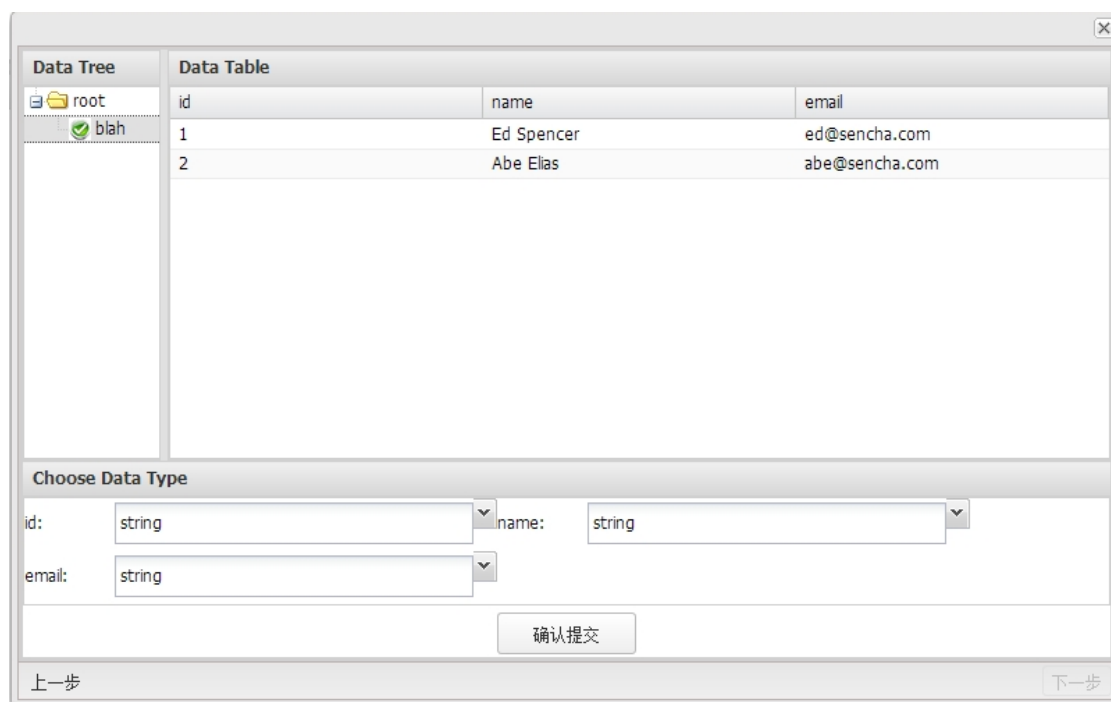 Data Tree Data Table
root id name email
blah 1 Ed Spencer ed@sencha.com
2 Abe Elias abe@sencha.com
Choose Data Type
id: string name: string
email: string
确认提交
上一步 下一步